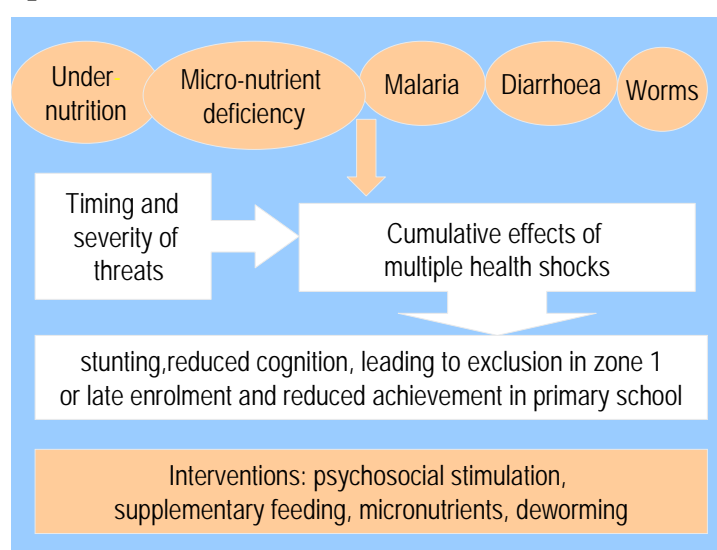 Under-
nutrition
Micro-nutrient
deficiency
Malaria
Diarrhoea
Worms
Timing and
severity of
threats
Cumulative effects of
multiple health shocks
stunting,reduced cognition, leading to exclusion in zone 1
or late enrolment and reduced achievement in primary school
Interventions: psychosocial stimulation,
supplementary feeding, micronutrients, deworming